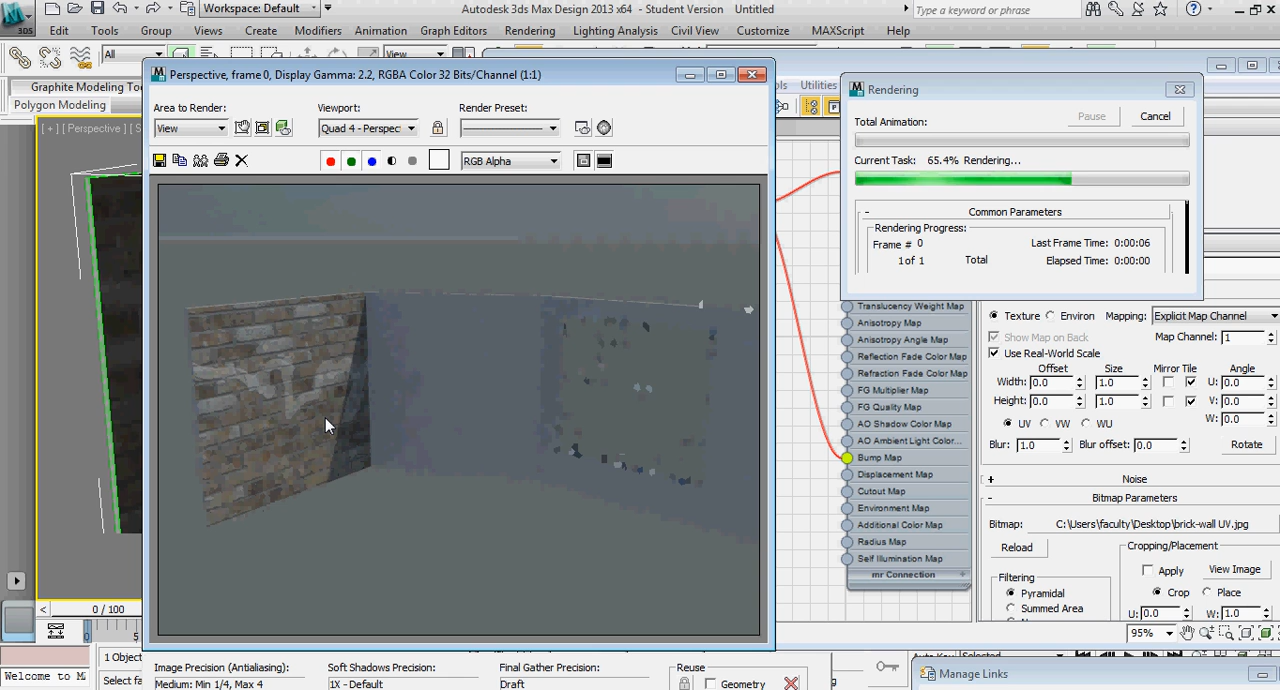 Workspace: Default
Autodesk 3ds Max Design 2013 x64 - Student Version Untitled
Type a keyword or phrase
3DS
Edit Tools Group Views Create Modifiers Animation Graph Editors Rendering Lighting Analysis Civil View Customize MAXScript Help
All
View
Graphite Modeling To
Polygon Modeling
[ + ] [ Perspective ] [ S
Perspective, frame 0, Display Gamma: 2.2, RGBA Color 32 Bits/Channel (1:1)
Area to Render:
Viewport:
Render Preset:
View
Quad 4 - Perspec
RGB Alpha
Utilities
Rendering
Total Animation:
Pause
Cancel
Current Task: 65.4% Rendering...
- Common Parameters
Rendering Progress:
Frame # 0
Last Frame Time: 0:00:06
1 of 1 Total
Elapsed Time: 0:00:00
Translucency Weight Map
Anisotropy Map
Anisotropy Angle Map
Reflection Fade Color Map
Refraction Fade Color Map
FG Multiplier Map
FG Quality Map
AO Shadow Color Map
AO Ambient Light Color...
Bump Map
Displacement Map
Cutout Map
Environment Map
Additional Color Map
Radius Map
Self Illumination Map
mr Connection +
Texture Environ Mapping: Explicit Map Channel
Show Map on Back Map Channel: 1
Use Real-World Scale
Offset Size Mirror Tile Angle
Width: 0.0 1.0 U: 0.0
Height: 0.0 1.0 V: 0.0
UV VW WU W: 0.0
Blur: 1.0 Blur offset: 0.0 Rotate
+ Noise
- Bitmap Parameters
Bitmap: C:\Users\faculty\Desktop\brick-wall UV.jpg
Reload
Cropping/Placement
Apply View Image
Filtering
Pyramidal
Summed Area
Crop Place
U: 0.0 W: 1.0
95%
< 0 / 100
0 5
1 Object
Welcome to M
Select fa
Image Precision (Antialiasing):
Medium: Min 1/4, Max 4
Soft Shadows Precision:
1X - Default
Final Gather Precision:
Draft
Reuse
Geometry
Manage Links